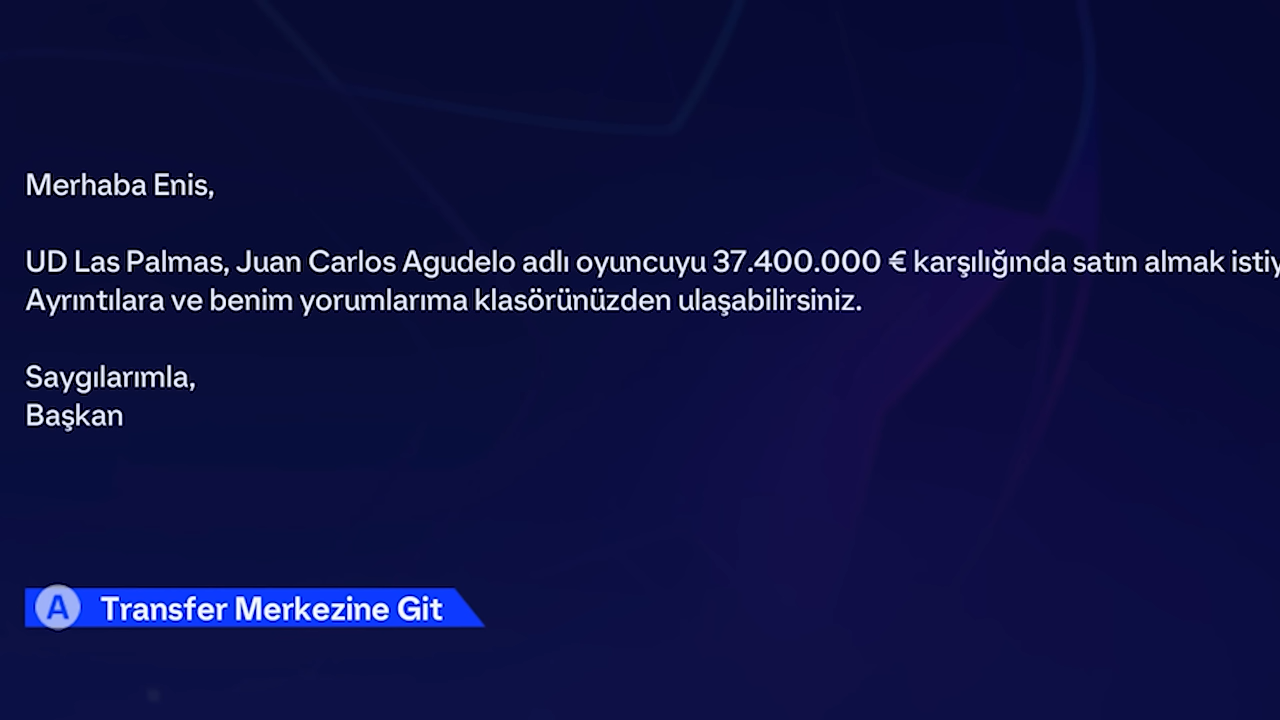 Merhaba Enis,
UD Las Palmas, Juan Carlos Agudelo adlı oyuncuyu 37.400.000 € karşılığında satın almak
Ayrıntılara ve benim yorumlarıma klasörünüzden ulaşabilirsiniz.
Saygılarımla,
Başkan
A Transfer Merkezine Git